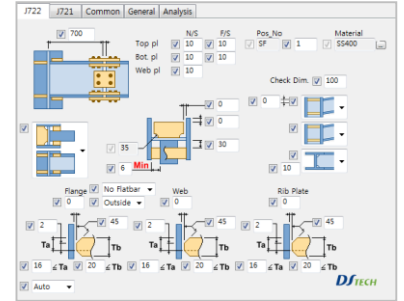 J722 J721 Common General Analysis
700 N/S F/S Pos_No Material
Top pl 10 10 SF 1 SS400 ...
Bot. pl 10 10
Web pl 10
Check Dim. 100
0 0
0
35 30
6 Min 10
Flange No Flatbar Web Rib Plate
0 Outside 0 0
2 45 2 45 2 45
Ta Tb Ta Tb Ta Tb
16 ≤Ta 20 ≤Tb 16 ≤Ta 20 ≤Tb 16 ≤Ta 20 ≤Tb
Auto DSTECH